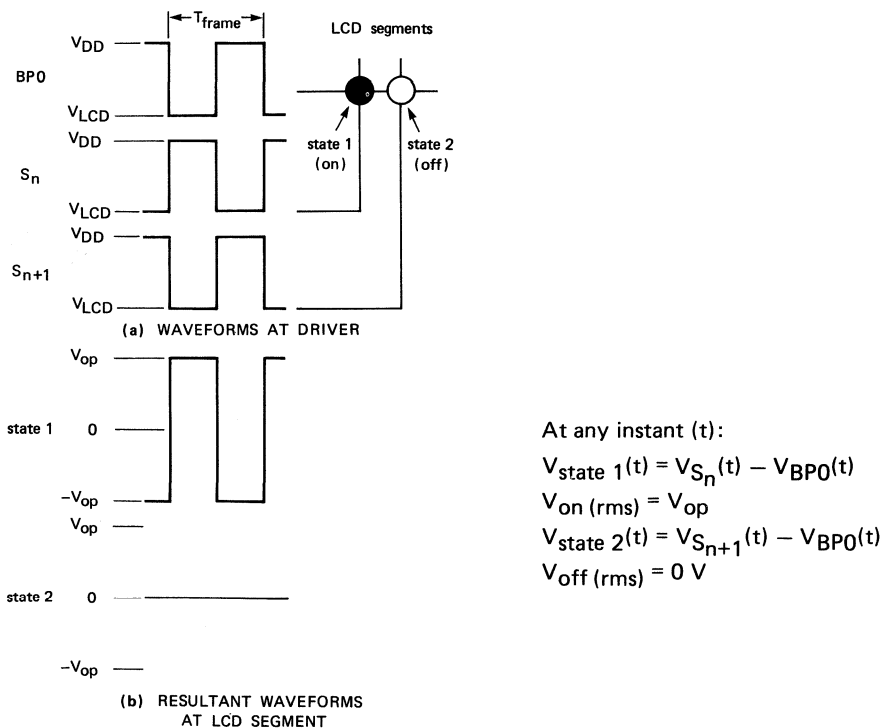 T_frame
LCD segments
V_DD
BP0
V_LCD
V_DD
state 1
(on)
state 2
(off)
S_n
V_LCD
V_DD
S_n+1
V_LCD
(a) WAVEFORMS AT DRIVER
V_op
state 1 0
−V_op
V_op
state 2 0
−V_op
(b) RESULTANT WAVEFORMS
AT LCD SEGMENT
At any instant (t):
V_state 1(t) = V_S_n(t) − V_BP0(t)
V_on (rms) = V_op
V_state 2(t) = V_S_n+1(t) − V_BP0(t)
V_off (rms) = 0 V